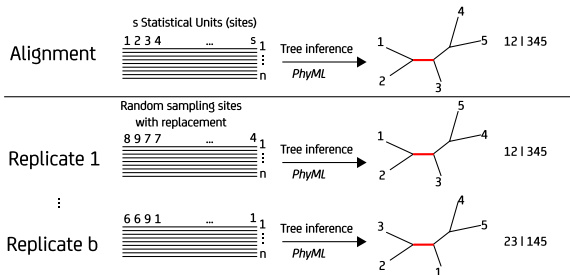 s Statistical Units (sites)
1 2 3 4 ... s
1
⋮
n
Alignment
Tree inference
PhyML
1
2
3
4
5
12 | 345
Random sampling sites
with replacement
8 9 7 7 ... 4
1
⋮
n
Replicate 1
Tree inference
PhyML
1
2
3
5
4
12 | 345
⋮
6 6 9 1 ... 1
1
⋮
n
Replicate b
Tree inference
PhyML
3
2
1
4
5
23 | 145